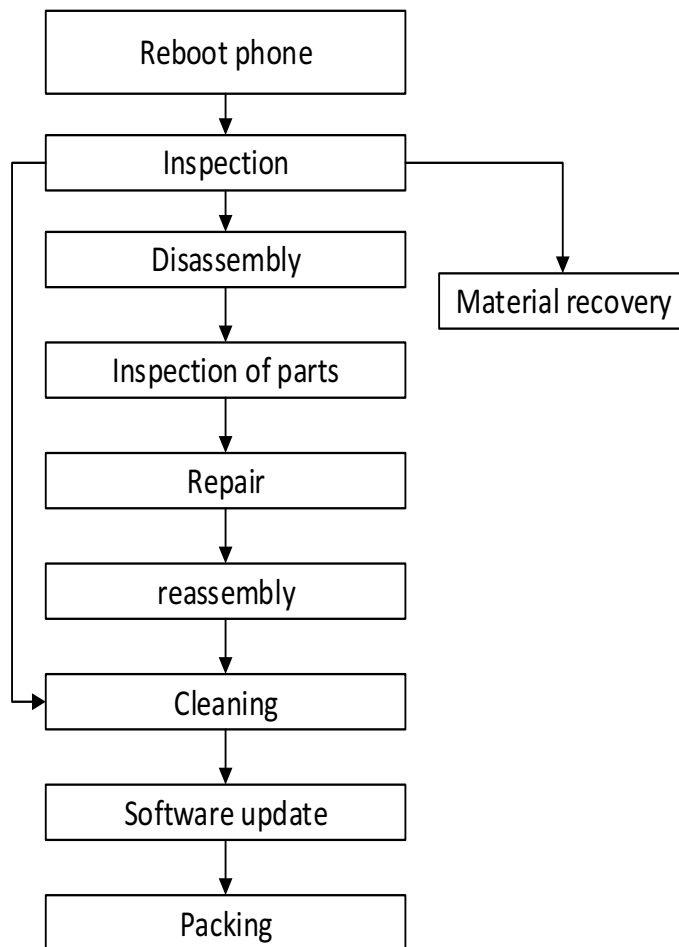 Reboot phone
Inspection
Disassembly
Material recovery
Inspection of parts
Repair
reassembly
Cleaning
Software update
Packing